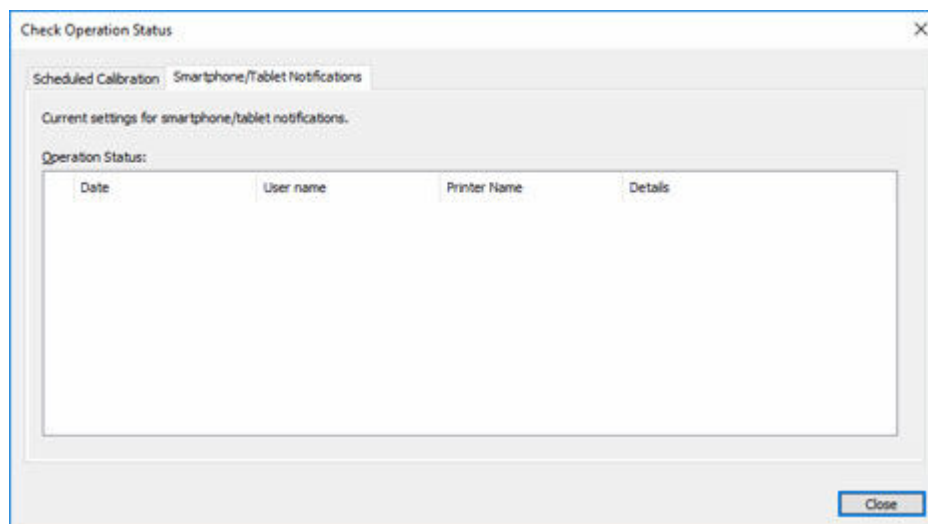 Check Operation Status
Scheduled Calibration Smartphone/Tablet Notifications
Current settings for smartphone/tablet notifications.
Operation Status:
Date User name Printer Name Details
Close